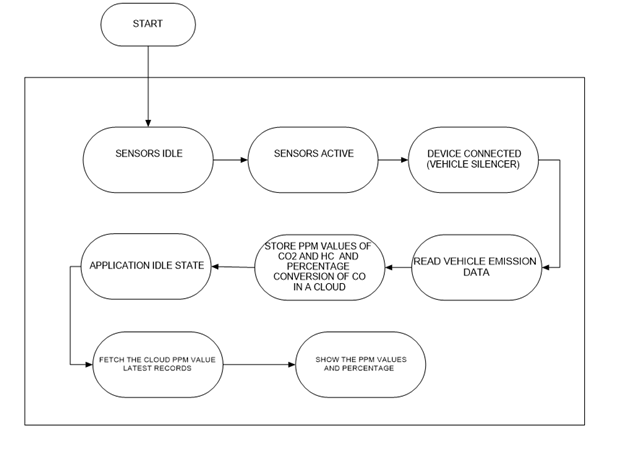 START
SENSORS IDLE
SENSORS ACTIVE
DEVICE CONNECTED
(VEHICLE SILENCER)
READ VEHICLE EMISSION
DATA
STORE PPM VALUES OF
CO2 AND HC AND
PERCENTAGE
CONVERSION OF CO
IN A CLOUD
APPLICATION IDLE STATE
FETCH THE CLOUD PPM VALUE
LATEST RECORDS
SHOW THE PPM VALUES
AND PERCENTAGE